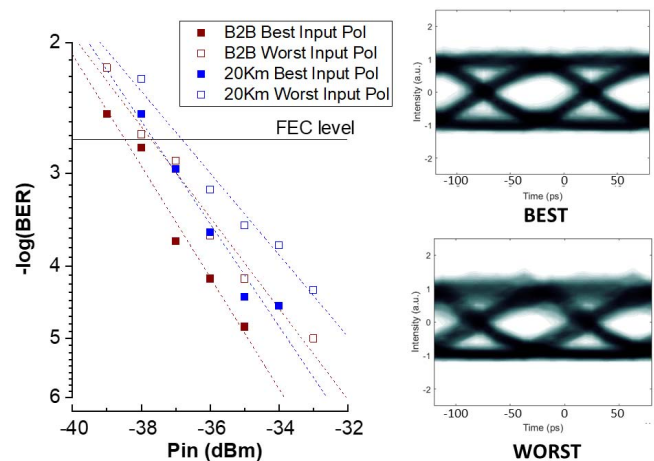 B2B Best Input Pol
B2B Worst Input Pol
20Km Best Input Pol
20Km Worst Input Pol
FEC level
-log(BER)
2
3
4
5
6
-40
-38
-36
-34
-32
Pin (dBm)
Intensity (a.u.)
2
1
0
-1
-2
-100
-50
0
50
Time (ps)
BEST
Intensity (a.u.)
2
1
0
-1
-2
-100
-50
0
50
Time (ps)
WORST